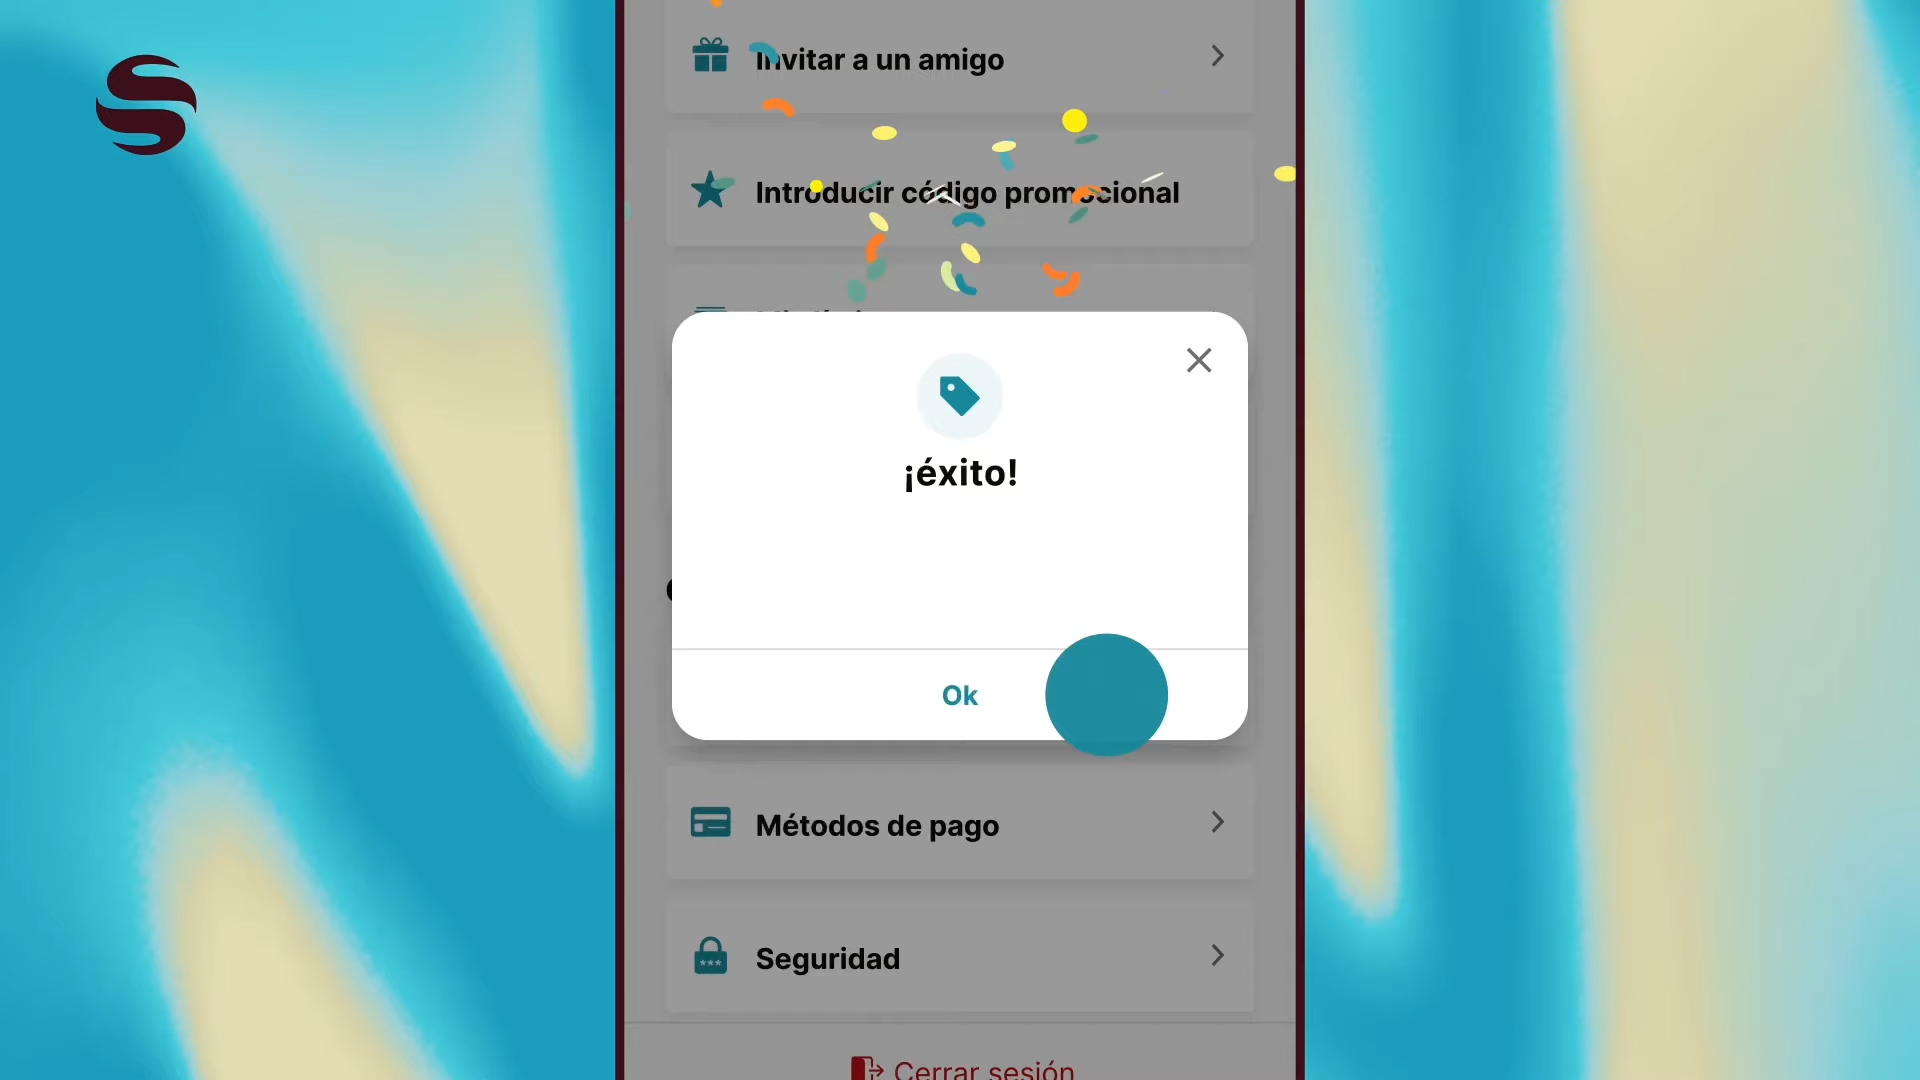 Invitar a un amigo
Introducir código promocional
¡éxito!
Ok
Métodos de pago
Seguridad
Cerrar sesión